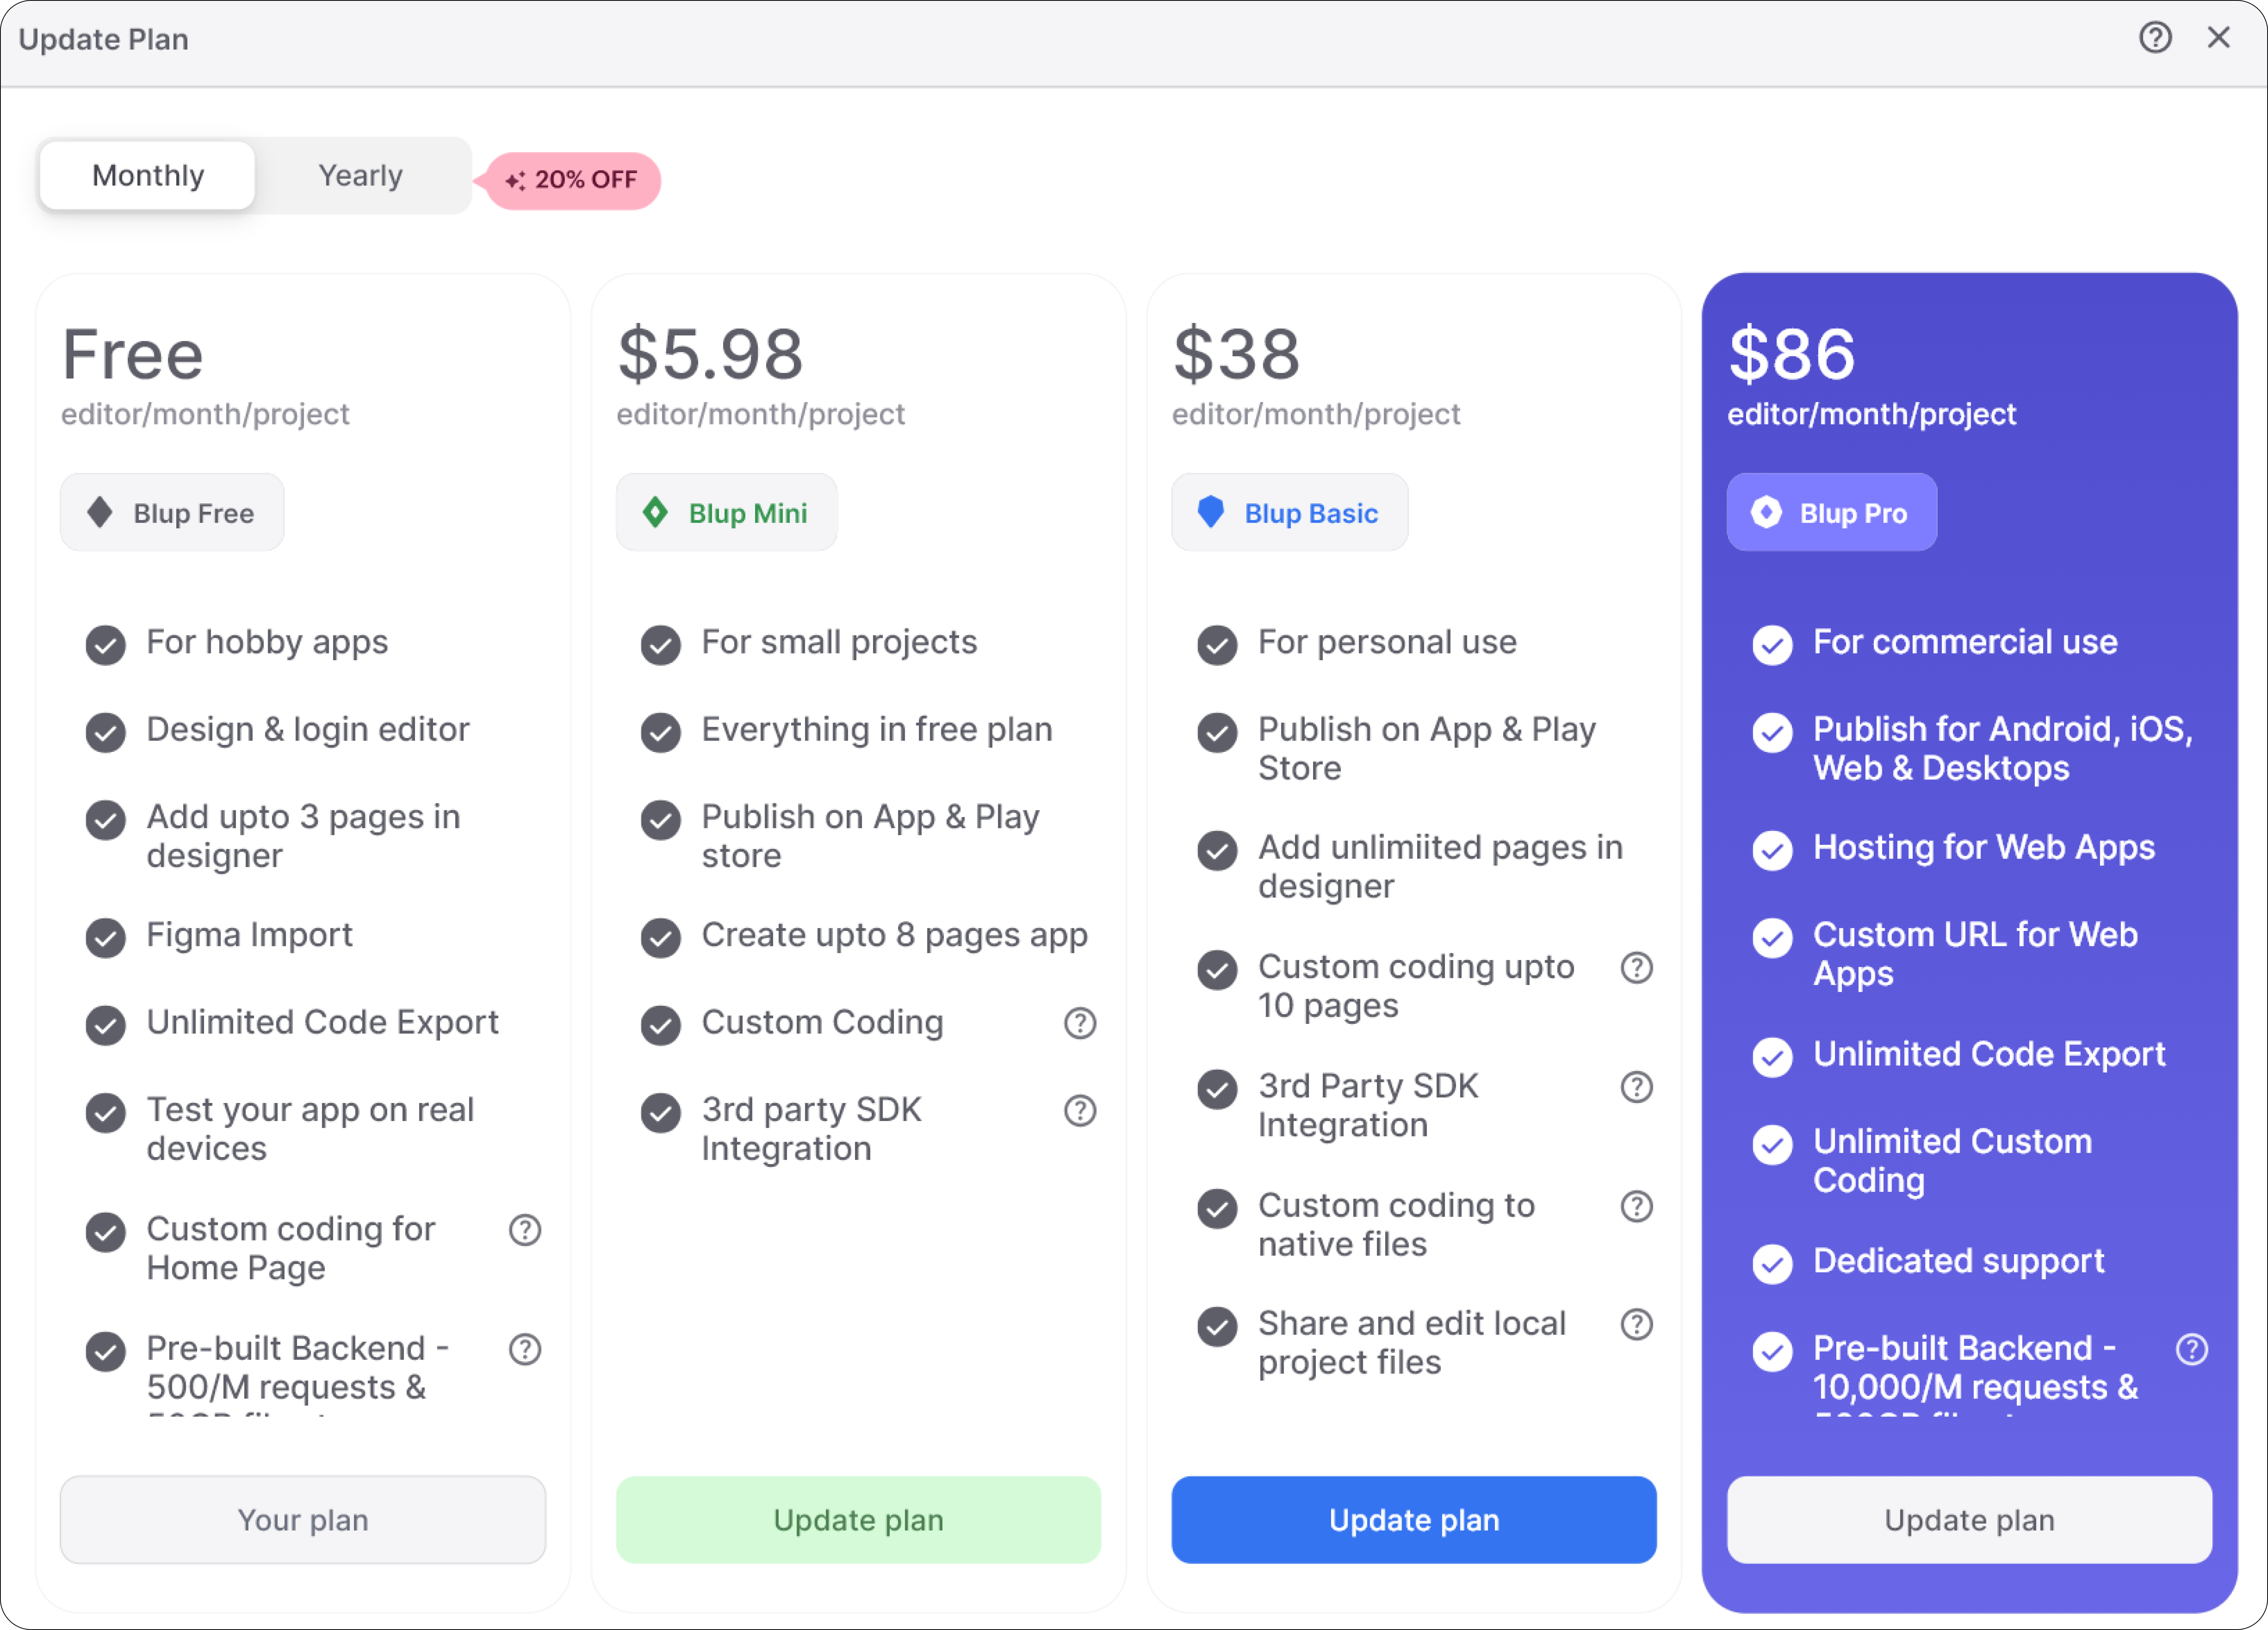 Update Plan
Monthly
Yearly
20% OFF
Free
editor/month/project
Blup Free
For hobby apps
Design & login editor
Add upto 3 pages in
designer
Figma Import
Unlimited Code Export
Test your app on real
devices
Custom coding for
Home Page
Pre-built Backend -
500/M requests &
Your plan
$5.98
editor/month/project
Blup Mini
For small projects
Everything in free plan
Publish on App & Play
store
Create upto 8 pages app
Custom Coding
3rd party SDK
Integration
Update plan
$38
editor/month/project
Blup Basic
For personal use
Publish on App & Play
Store
Add unlimiited pages in
designer
Custom coding upto
10 pages
3rd Party SDK
Integration
Custom coding to
native files
Share and edit local
project files
Update plan
$86
editor/month/project
Blup Pro
For commercial use
Publish for Android, iOS,
Web & Desktops
Hosting for Web Apps
Custom URL for Web
Apps
Unlimited Code Export
Unlimited Custom
Coding
Dedicated support
Pre-built Backend -
10,000/M requests &
Update plan